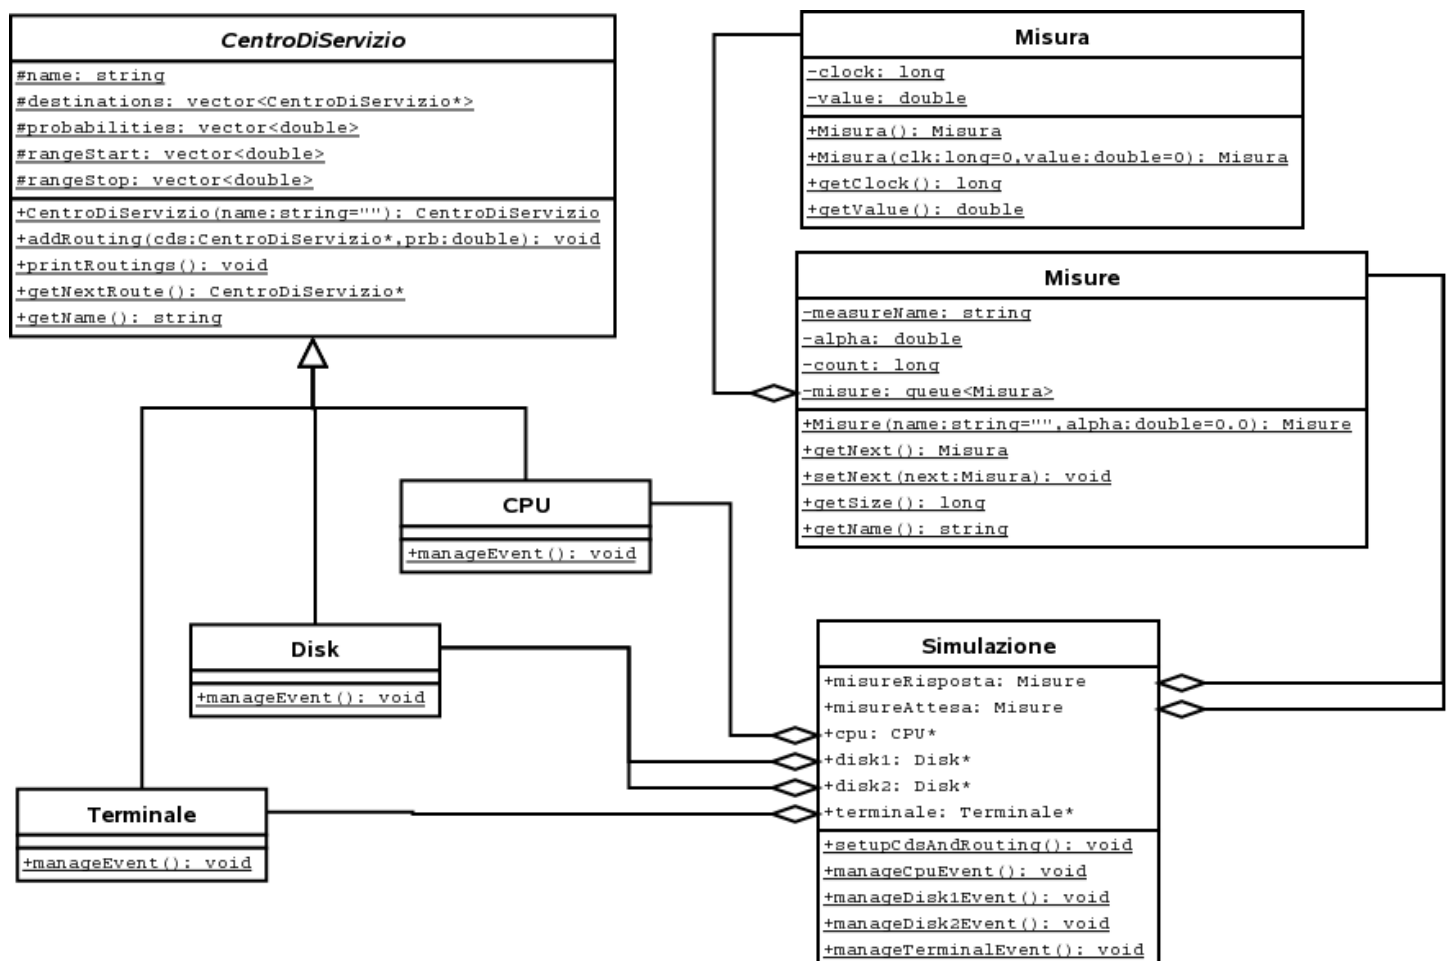 CentroDiServizio
#name: string
#destinations: vector<CentroDiServizio*>
#probabilities: vector<double>
#rangeStart: vector<double>
#rangeStop: vector<double>
+CentroDiServizio(name:string=""): CentroDiServizio
+addRouting(cds:CentroDiServizio*,prb:double): void
+printRoutings(): void
+getNextRoute(): CentroDiServizio*
+getName(): string
Misura
-clock: long
-value: double
+Misura(): Misura
+Misura(clk:long=0,value:double=0): Misura
+getClock(): long
+getValue(): double
Misure
-measureName: string
-alpha: double
-count: long
-misure: queue<Misura>
+Misure(name:string="",alpha:double=0.0): Misure
+getNext(): Misura
+setNext(next:Misura): void
+getSize(): long
+getName(): string
CPU
+manageEvent(): void
Disk
+manageEvent(): void
Terminale
+manageEvent(): void
Simulazione
+misureRisposta: Misure
+misureAttesa: Misure
+cpu: CPU*
+disk1: Disk*
+disk2: Disk*
+terminale: Terminale*
+setupCdsAndRouting(): void
+manageCpuEvent(): void
+manageDisk1Event(): void
+manageDisk2Event(): void
+manageTerminalEvent(): void